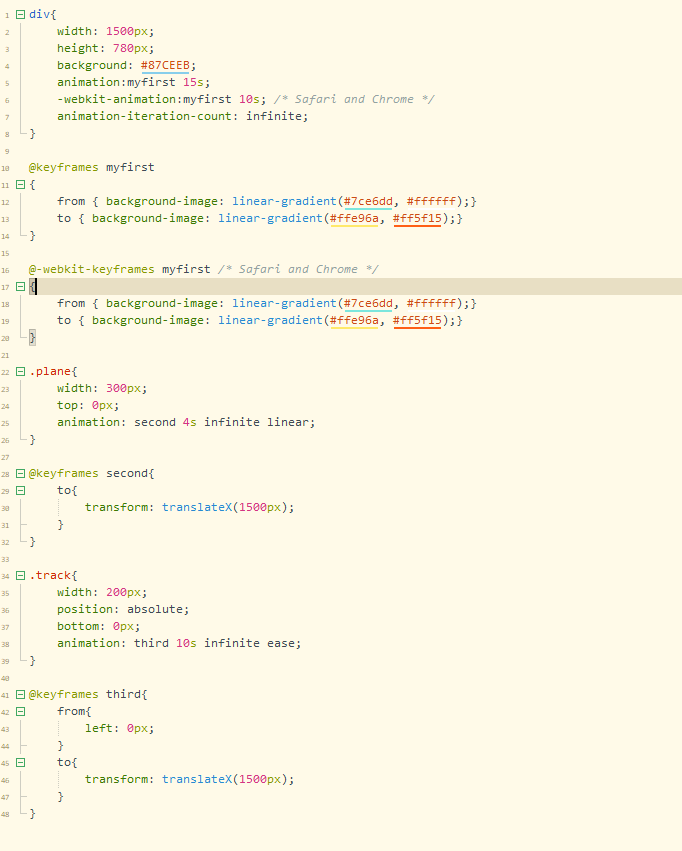 1 div{
2 width: 1500px;
3 height: 780px;
4 background: #87CEEB;
5 animation:myfirst 15s;
6 -webkit-animation:myfirst 10s; /* Safari and Chrome */
7 animation-iteration-count: infinite;
8 }
9
10 @keyframes myfirst
11 {
12 from { background-image: linear-gradient(#7ce6dd, #ffffff);}
13 to { background-image: linear-gradient(#ffe96a, #ff5f15);}
14 }
15
16 @-webkit-keyframes myfirst /* Safari and Chrome */
17 {
18 from { background-image: linear-gradient(#7ce6dd, #ffffff);}
19 to { background-image: linear-gradient(#ffe96a, #ff5f15);}
20 }
21
22 .plane{
23 width: 300px;
24 top: 0px;
25 animation: second 4s infinite linear;
26 }
27
28 @keyframes second{
29 to{
30 transform: translateX(1500px);
31 }
32 }
33
34 .track{
35 width: 200px;
36 position: absolute;
37 bottom: 0px;
38 animation: third 10s infinite ease;
39 }
40
41 @keyframes third{
42 from{
43 left: 0px;
44 }
45 to{
46 transform: translateX(1500px);
47 }
48 }